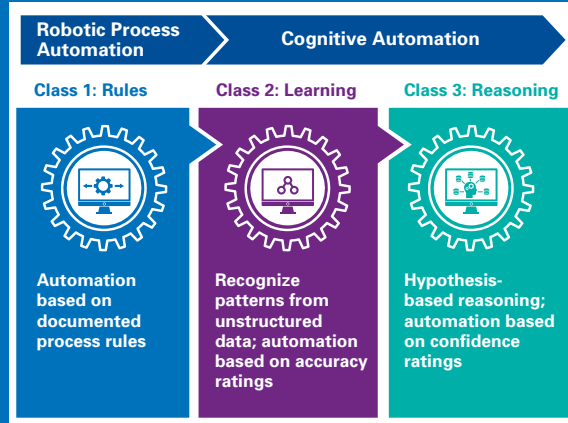 Robotic Process
Automation
Cognitive Automation
Class 1: Rules
Class 2: Learning
Class 3: Reasoning
Automation
based on
documented
process rules
Recognize
patterns from
unstructured
data; automation
based on accuracy
ratings
Hypothesis-
based reasoning;
automation based
on confidence
ratings